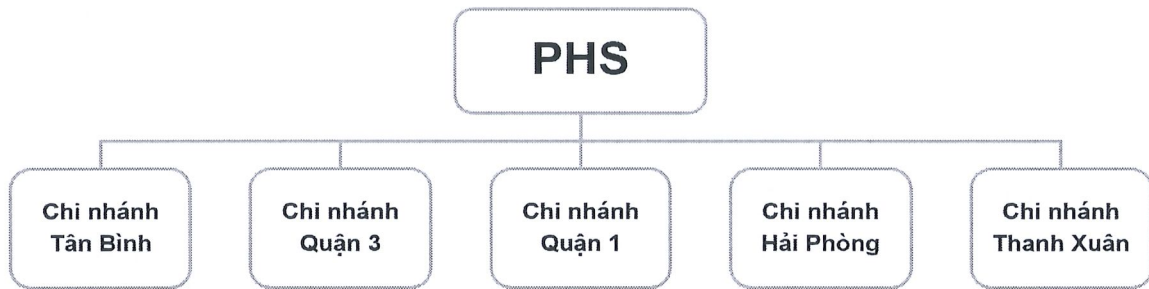 PHS
Chi nhánh
Tân Bình
Chi nhánh
Quận 3
Chi nhánh
Quận 1
Chi nhánh
Hải Phòng
Chi nhánh
Thanh Xuân